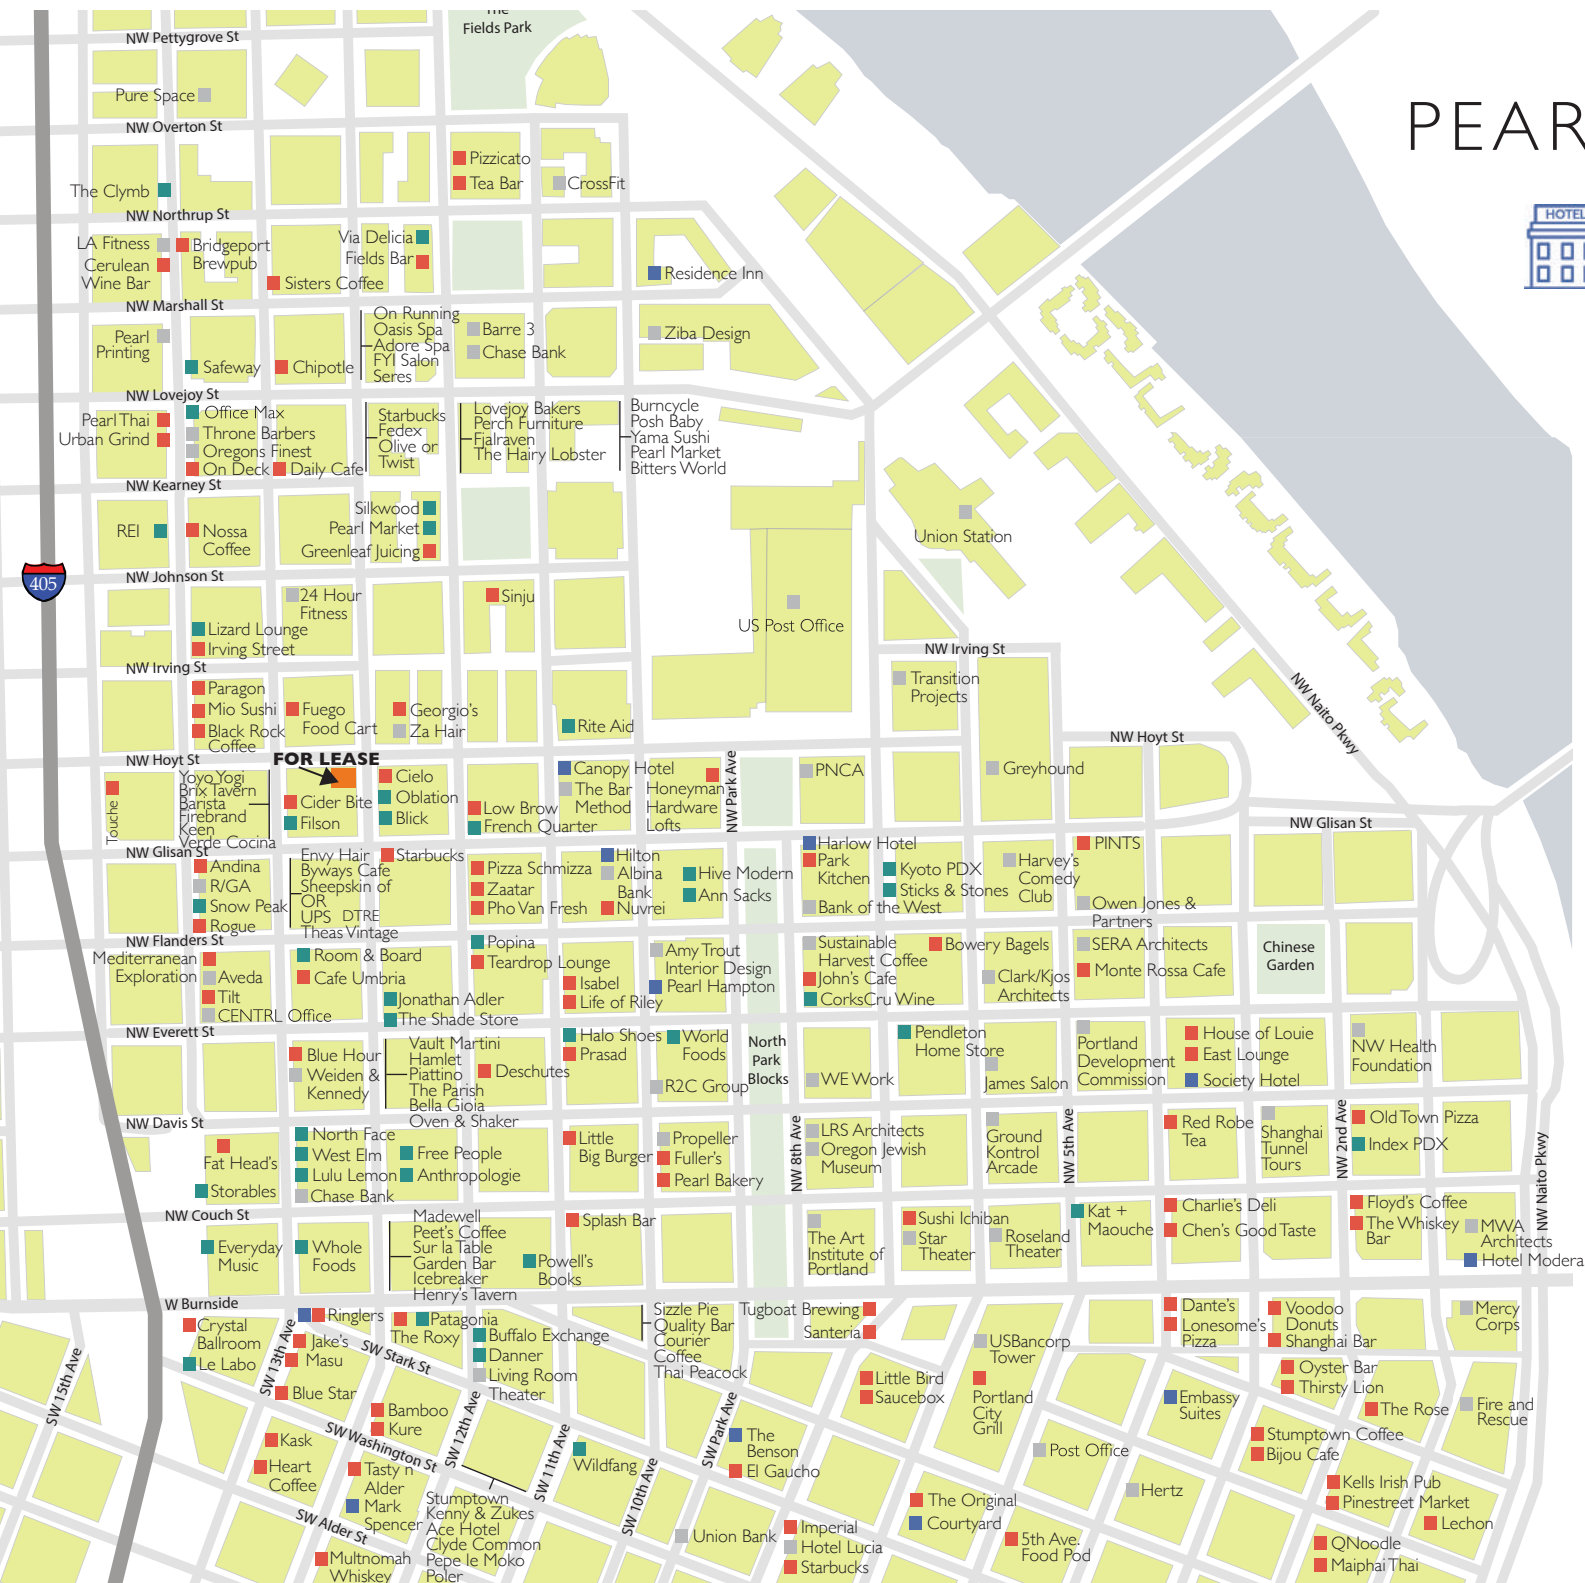 The
Fields Park
NW Pettygrove St
PEAR
Pure Space
NW Overton St
Pizzicato
Tea Bar
CrossFit
The Clymb
HOTEL
NW Northrup St
LA Fitness
Cerulean
Wine Bar
Bridgeport
Brewpub
Via Delicia
Fields Bar
Sisters Coffee
Residence Inn
NW Marshall St
Pearl
Printing
Safeway
Chipotle
On Running
Oasis Spa
Adore Spa
FYI Salon
Seres
Barre 3
Chase Bank
Ziba Design
NW Lovejoy St
Pearl Thai
Urban Grind
Office Max
Throne Barbers
Oregons Finest
On Deck
Daily Cafe
Starbucks
Fedex
Olive or
Twist
Lovejoy Bakers
Perch Furniture
Fjalraven
The Hairy Lobster
Burncycle
Posh Baby
Yama Sushi
Pearl Market
Bitters World
NW Kearney St
REI
Nossa
Coffee
Silkwood
Pearl Market
Greenleaf Juicing
Union Station
405
NW Johnson St
24 Hour
Fitness
Sinju
Lizard Lounge
Irving Street
US Post Office
NW Irving St
NW Irving St
Paragon
Mio Sushi
Black Rock
Coffee
Fuego
Food Cart
Georgio's
Za Hair
Rite Aid
Transition
Projects
NW Naito Pkwy
NW Hoyt St
NW Hoyt St
FOR LEASE
Touche
Yoyo Yogi
Brix Tavern
Barista
Firebrand
Keen
Verde Cocina
Cider Bite
Filson
Cielo
Oblation
Blick
Low Brow
French Quarter
Canopy Hotel
The Bar
Method
Honeyman
Hardware
Lofts
NW Park Ave
PNCA
Greyhound
NW Glisan St
NW Glisan St
Andina
R/GA
Snow Peak
Rogue
Envy Hair
Byways Cafe
Sheepskin of
OR
UPS DTRE
Theas Vintage
Starbucks
Pizza Schmizza
Zaatar
Pho Van Fresh
Hilton
Albina
Bank
Nuvrei
Hive Modern
Ann Sacks
Harlow Hotel
Park
Kitchen
Bank of the West
Kyoto PDX
Sticks & Stones
Harvey's
Comedy
Club
PINTS
Owen Jones &
Partners
NW Flanders St
Mediterranean
Exploration
Aveda
Tilt
CENTRL Office
Room & Board
Cafe Umbria
Jonathan Adler
The Shade Store
Popina
Teardrop Lounge
Isabel
Life of Riley
Amy Trout
Interior Design
Pearl Hampton
Sustainable
Harvest Coffee
John's Cafe
CorksCru Wine
Bowery Bagels
Clark/Kjos
Architects
SERA Architects
Monte Rossa Cafe
Chinese
Garden
NW Everett St
Blue Hour
Weiden &
Kennedy
Vault Martini
Hamlet
Piattino
The Parish
Bella Gioia
Oven & Shaker
Deschutes
Halo Shoes
Prasad
World
Foods
R2C Group
North
Park
Blocks
WE Work
Pendleton
Home Store
James Salon
Portland
Development
Commission
House of Louie
East Lounge
Society Hotel
NW Health
Foundation
NW Davis St
Fat Head's
Storables
North Face
West Elm
Lulu Lemon
Chase Bank
Free People
Anthropologie
Little
Big Burger
Propeller
Fuller's
Pearl Bakery
NW 8th Ave
LRS Architects
Oregon Jewish
Museum
Ground
Kontrol
Arcade
NW 5th Ave
Red Robe
Tea
Shanghai
Tunnel
Tours
NW 2nd Ave
Old Town Pizza
Index PDX
NW Naito Pkwy
NW Couch St
Everyday
Music
Whole
Foods
Madewell
Peet's Coffee
Sur la Table
Garden Bar
Icebreaker
Henry's Tavern
Splash Bar
Powell's
Books
The Art
Institute of
Portland
Sushi Ichiban
Star
Theater
Roseland
Theater
Kat +
Maouche
Charlie's Deli
Chen's Good Taste
Floyd's Coffee
The Whiskey
Bar
MWA
Architects
Hotel Modera
W Burnside
Crystal
Ballroom
Le Labo
SW 15th Ave
SW 13th Ave
Ringlers
Jake's
Masu
Blue Star
The Roxy
Patagonia
SW Stark St
Buffalo Exchange
Danner
Living Room
Theater
Sizzle Pie
Quality Bar
Courier
Coffee
Thai Peacock
Tugboat Brewing
Santeria
Little Bird
Saucebox
USBancorp
Tower
Portland
City
Grill
Dante's
Lonesome's
Pizza
Voodoo
Donuts
Shanghai Bar
Mercy
Corps
Oyster Bar
Thirsty Lion
Embassy
Suites
The Rose
Fire and
Rescue
Bamboo
Kure
SW Washington St
SW 12th Ave
SW 11th Ave
SW 10th Ave
SW Park Ave
The
Benson
El Gaucho
Wildfang
Kask
Heart
Coffee
Tasty n
Alder
Mark
Spencer
SW Alder St
Multnomah
Whiskey
Stumptown
Kenny & Zukes
Ace Hotel
Clyde Common
Pepe le Moko
Poler
Union Bank
Imperial
Hotel Lucia
Starbucks
The Original
Courtyard
5th Ave.
Food Pod
Post Office
Hertz
Stumptown Coffee
Bijou Cafe
Kells Irish Pub
Pinestreet Market
Lechon
QNoodle
Maiphai Thai